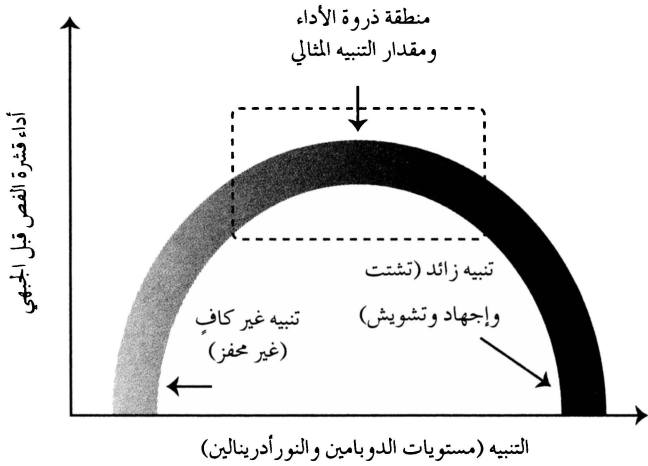 منطقة ذروة الأداء
ومقدار التنبيه المثالي
أداء قشرة الفص قبل الجبهي
تنبيه زائد (تشتت
وإجهاد وتشويش)
تنبيه غير كافٍ
(غير محفز)
التنبيه (مستويات الدوبامين والنورأدرينالين)